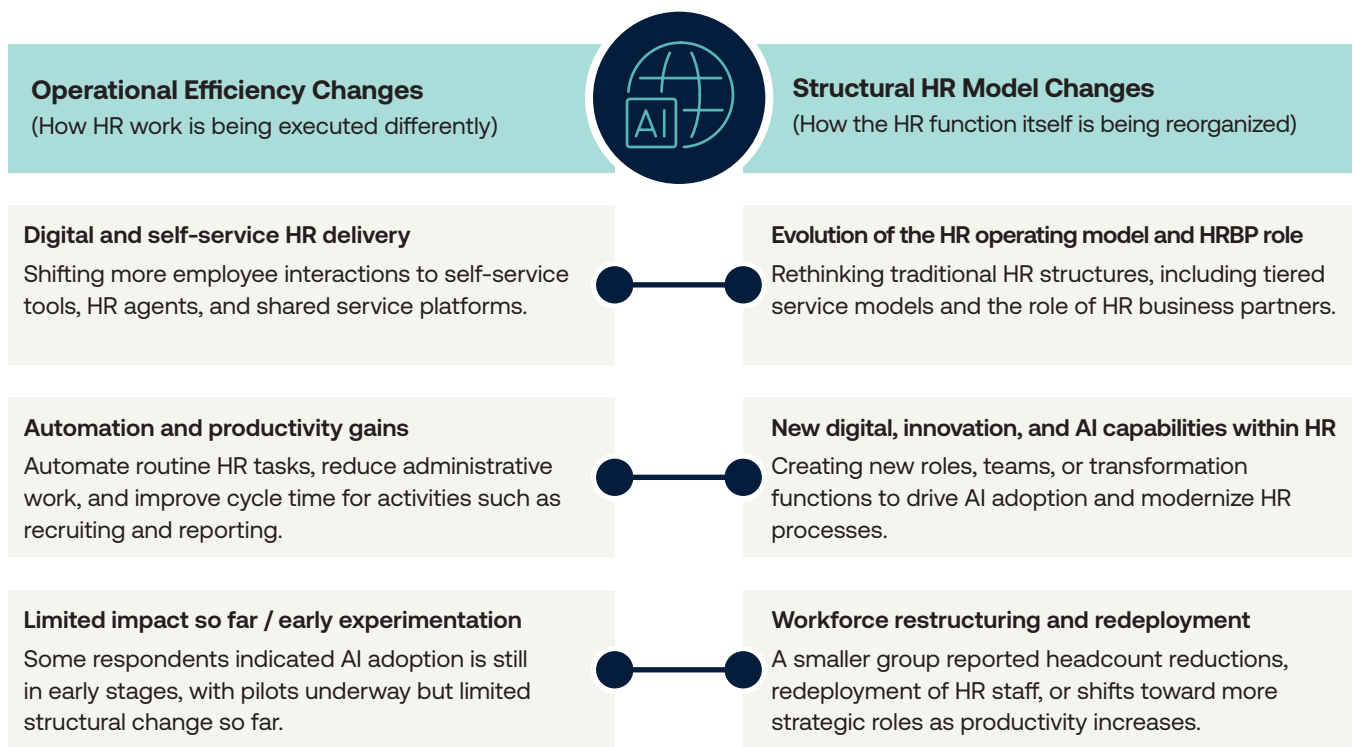 Operational Efficiency Changes
(How HR work is being executed differently)
AI
Structural HR Model Changes
(How the HR function itself is being reorganized)
Digital and self-service HR delivery
Shifting more employee interactions to self-service
tools, HR agents, and shared service platforms.
Evolution of the HR operating model and HRBP role
Rethinking traditional HR structures, including tiered
service models and the role of HR business partners.
Automation and productivity gains
Automate routine HR tasks, reduce administrative
work, and improve cycle time for activities such as
recruiting and reporting.
New digital, innovation, and AI capabilities within HR
Creating new roles, teams, or transformation
functions to drive AI adoption and modernize HR
processes.
Limited impact so far / early experimentation
Some respondents indicated AI adoption is still
in early stages, with pilots underway but limited
structural change so far.
Workforce restructuring and redeployment
A smaller group reported headcount reductions,
redeployment of HR staff, or shifts toward more
strategic roles as productivity increases.